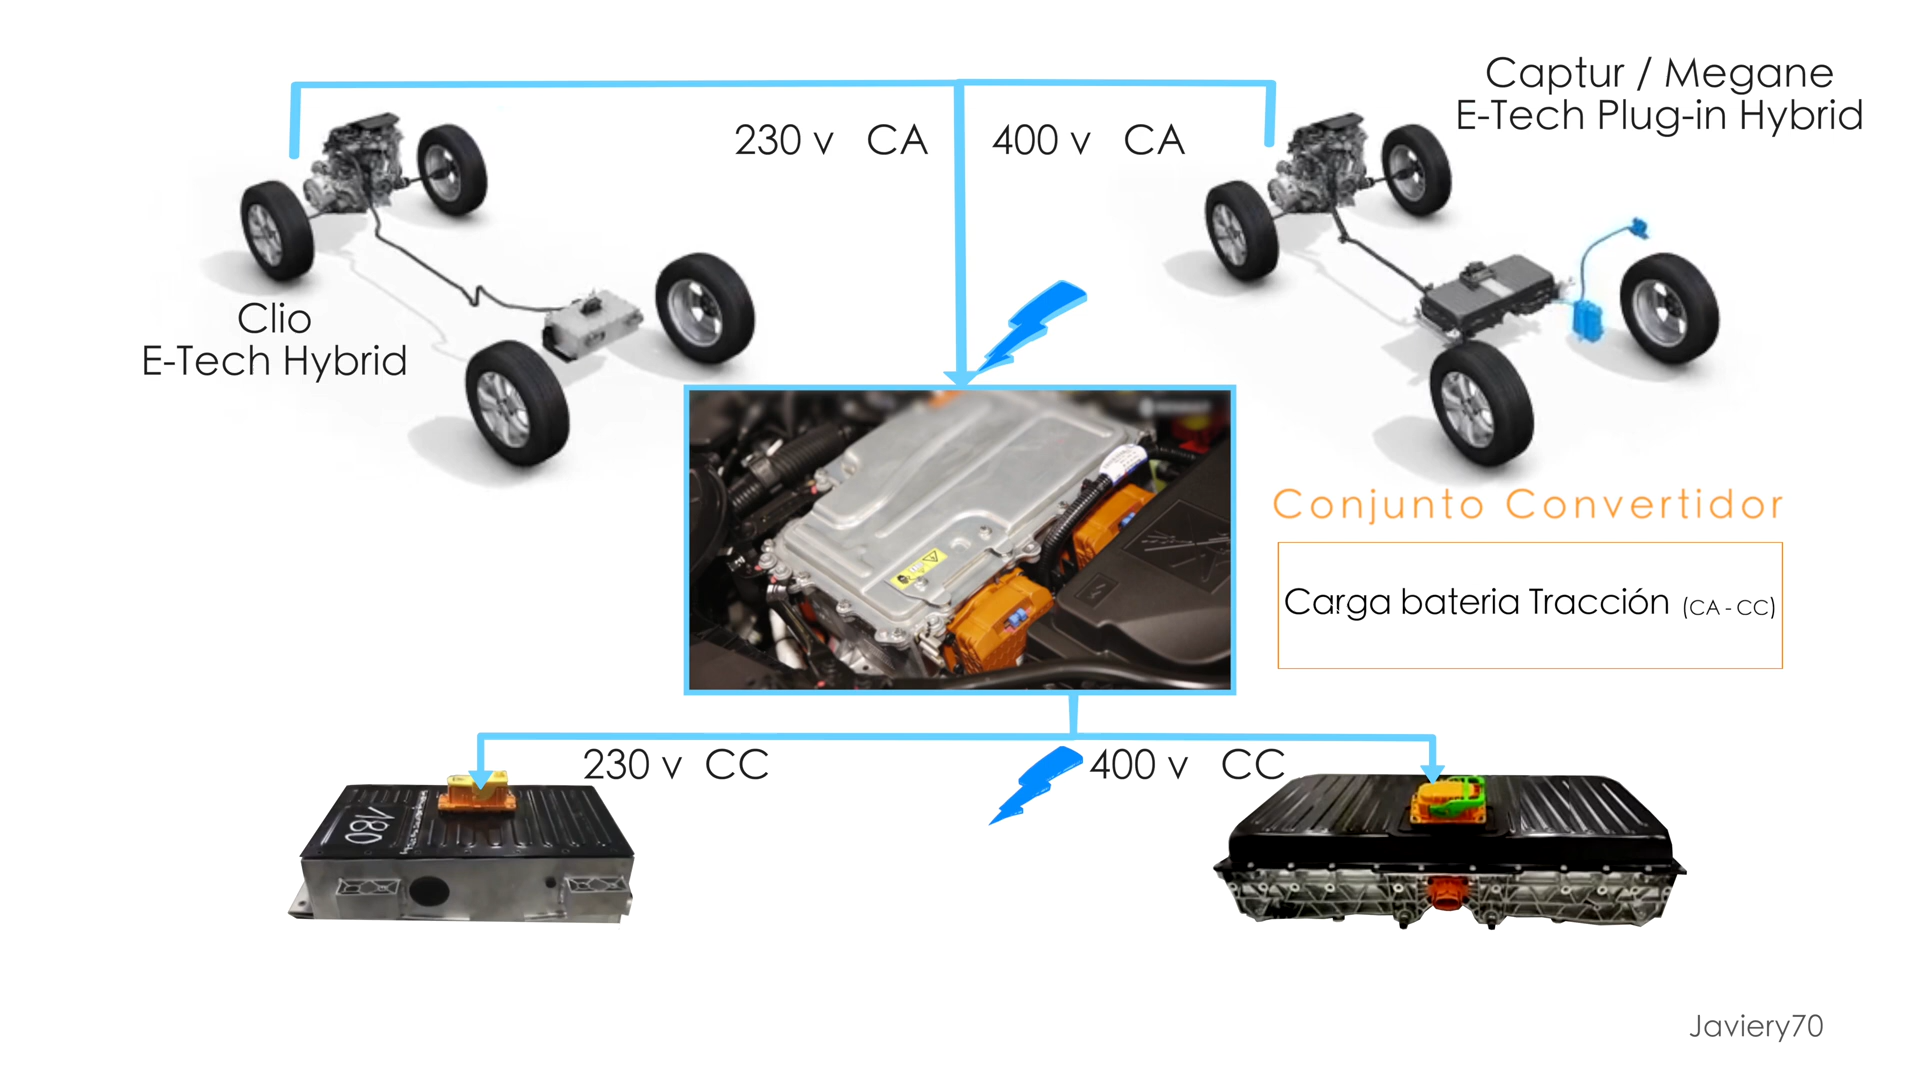 Captur / Megane
E-Tech Plug-in Hybrid
230 v CA
400 v CA
Clio
E-Tech Hybrid
Conjunto Convertidor
Carga bateria Tracción (CA - CC)
230 v CC
400 v CC
180
Javiery70